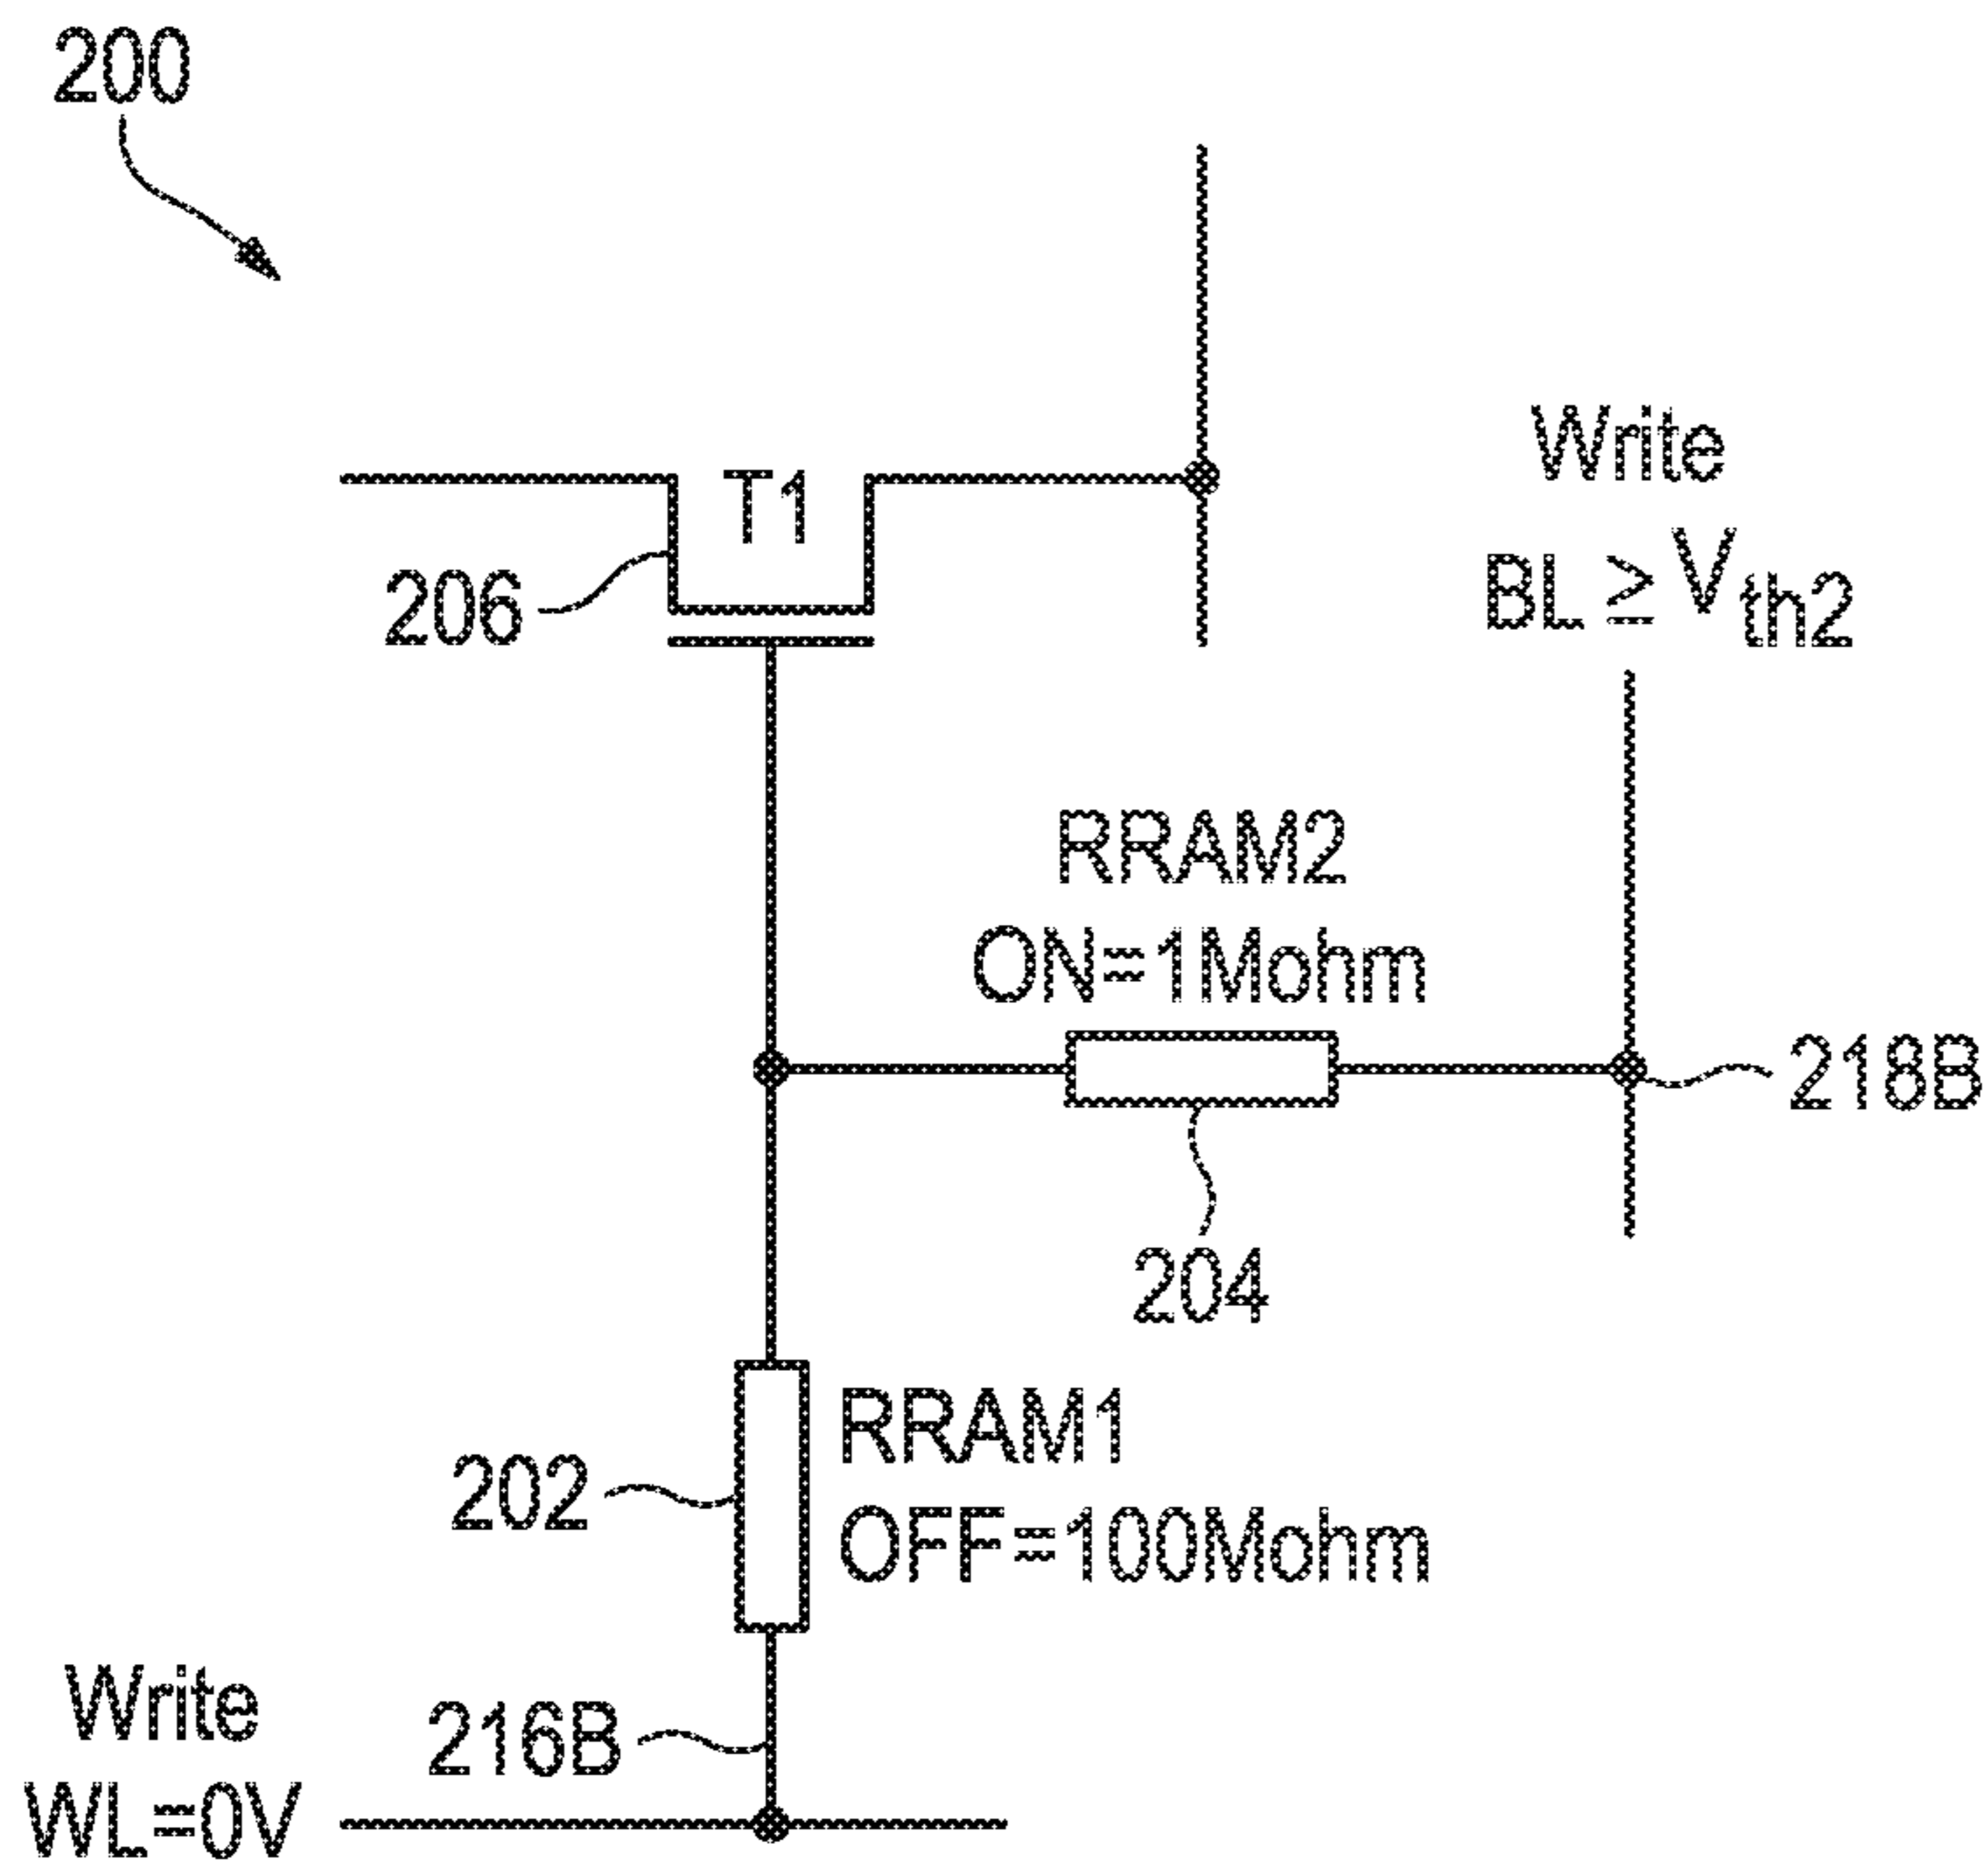 200
T1
206
Write
BL ≥ Vth2
RRAM2
ON=1Mohm
218B
204
RRAM1
202
OFF=100Mohm
Write
216B
WL=0V